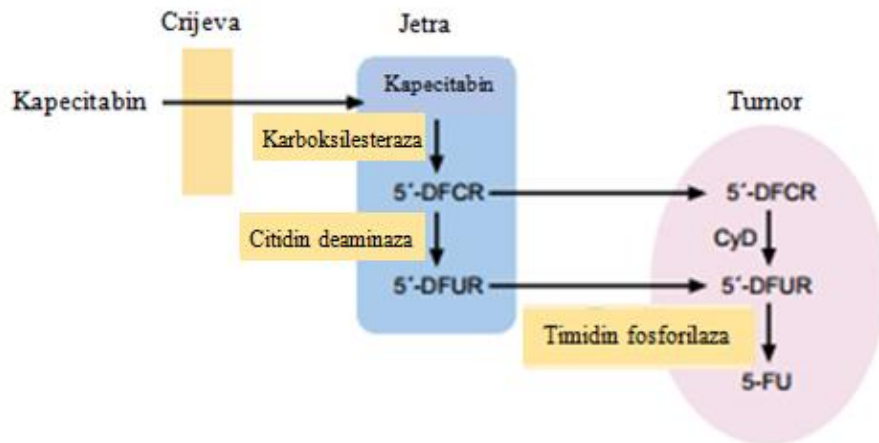 Crijeva
Jetra
Kapecitabin
Kapecitabin
Tumor
Karboksilesteraza
5´-DFCR
5´-DFCR
Citidin deaminaza
CyD
5´-DFUR
5´-DFUR
Timidin fosforilaza
5-FU